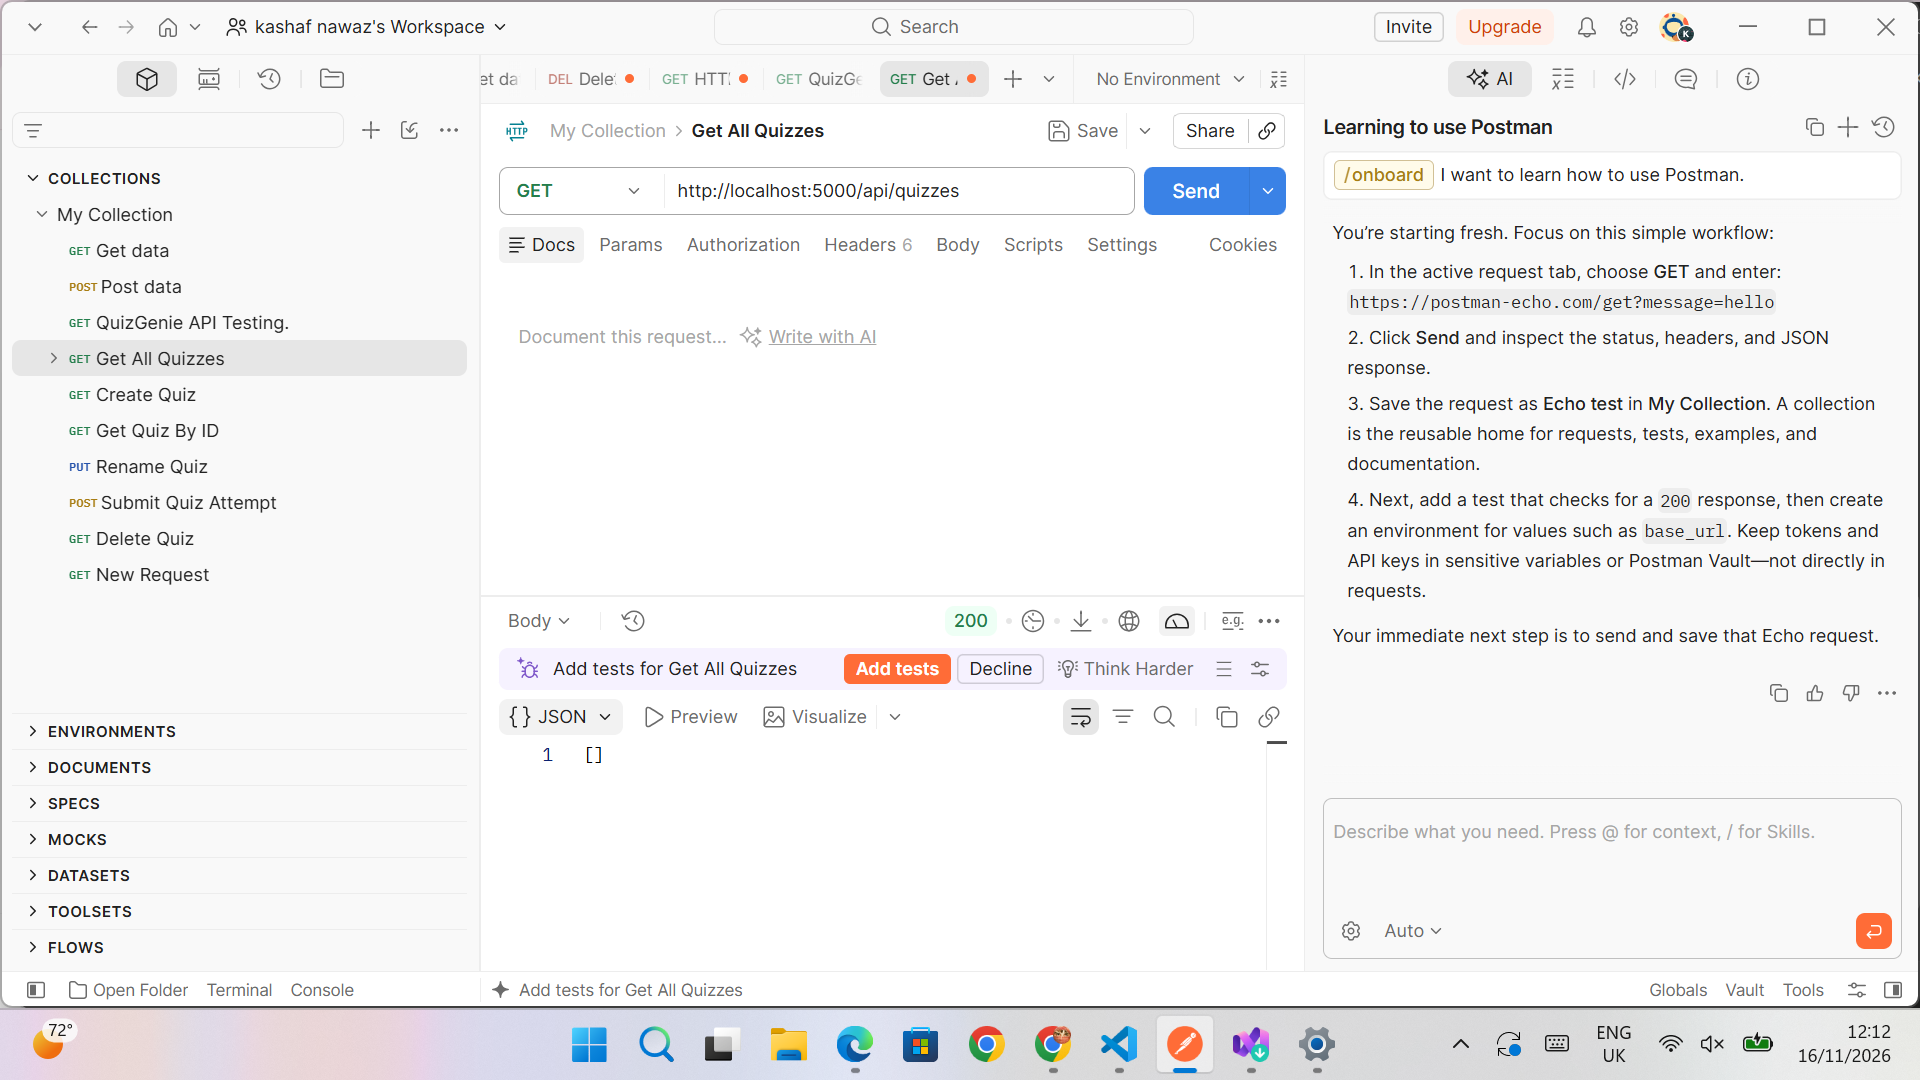 kashaf nawaz's Workspace
Search
Invite
Upgrade
K
et da
DEL Dele
GET HTT
GET QuizGe
GET Get
No Environment
AI
HTTP My Collection > Get All Quizzes
Save
Share
Learning to use Postman
COLLECTIONS
My Collection
GET Get data
POST Post data
GET QuizGenie API Testing.
GET Get All Quizzes
GET Create Quiz
GET Get Quiz By ID
PUT Rename Quiz
POST Submit Quiz Attempt
GET Delete Quiz
GET New Request
ENVIRONMENTS
DOCUMENTS
SPECS
MOCKS
DATASETS
TOOLSETS
FLOWS
GET
http://localhost:5000/api/quizzes
Send
Docs
Params
Authorization
Headers 6
Body
Scripts
Settings
Cookies
Document this request...
Write with AI
Body
200
e.g.
Add tests for Get All Quizzes
Add tests
Decline
Think Harder
{} JSON
Preview
Visualize
1 []
/onboard I want to learn how to use Postman.
You’re starting fresh. Focus on this simple workflow:
1. In the active request tab, choose GET and enter:
https://postman-echo.com/get?message=hello
2. Click Send and inspect the status, headers, and JSON
response.
3. Save the request as Echo test in My Collection. A collection
is the reusable home for requests, tests, examples, and
documentation.
4. Next, add a test that checks for a 200 response, then create
an environment for values such as base_url. Keep tokens and
API keys in sensitive variables or Postman Vault—not directly in
requests.
Your immediate next step is to send and save that Echo request.
Describe what you need. Press @ for context, / for Skills.
Auto
Open Folder
Terminal
Console
Add tests for Get All Quizzes
Globals
Vault
Tools
72°
ENG
UK
12:12
16/11/2026